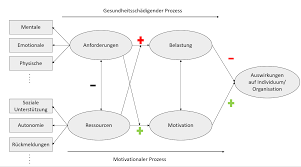 Gesundheitsschädigender Prozess
Mentale
Emotionale
Physische
Anforderungen
+
Belastung
−
−
Auswirkungen
auf Individuum/
Organisation
Soziale
Unterstützung
Autonomie
Rückmeldungen
Ressourcen
+
Motivation
+
Motivationaler Prozess